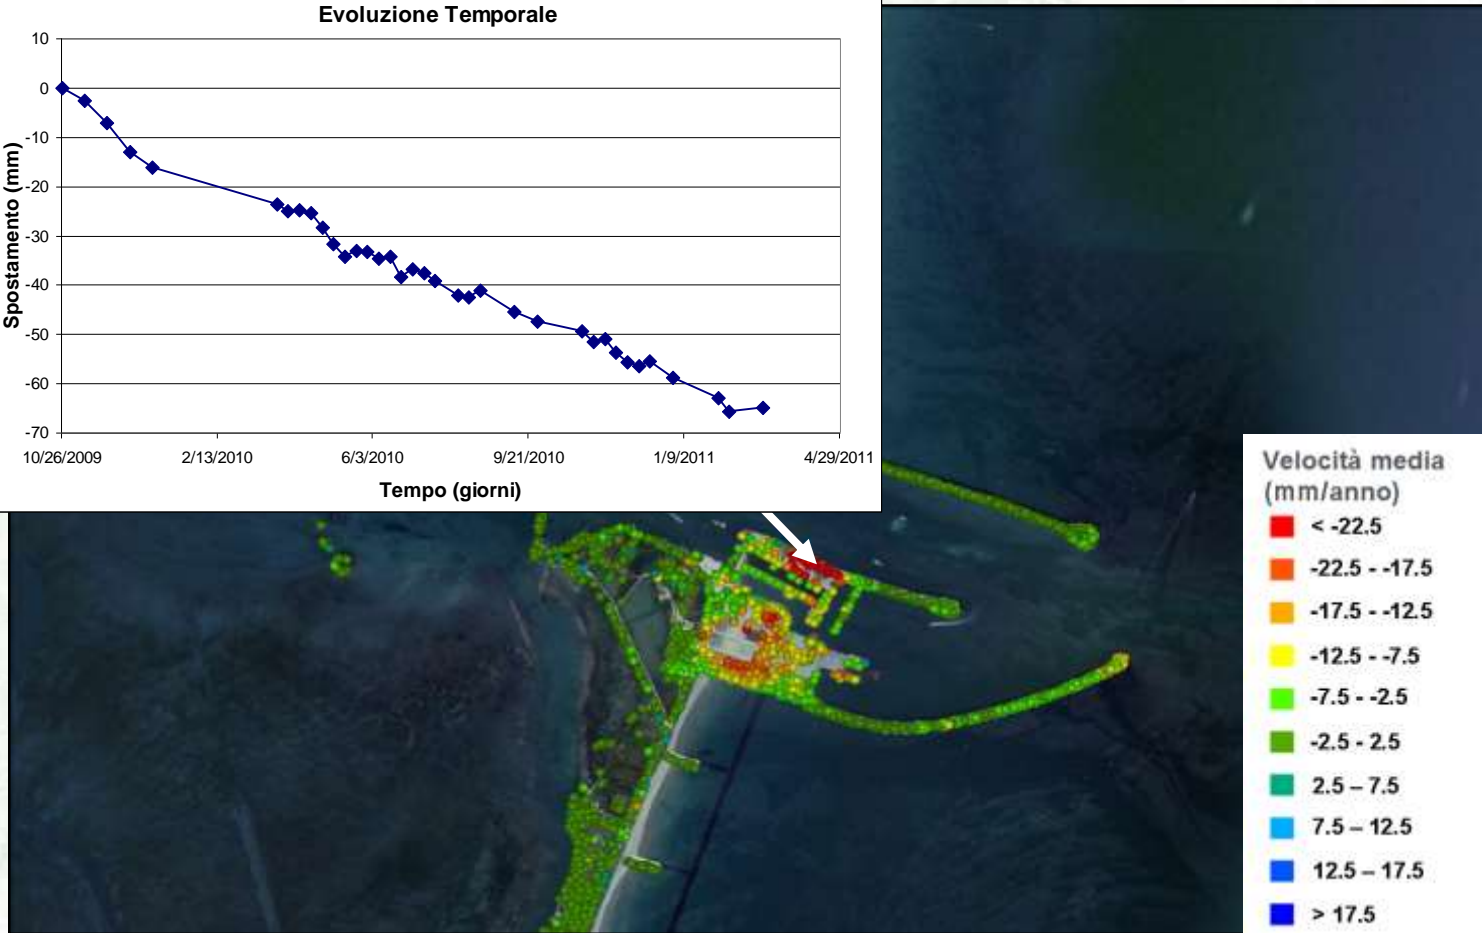 Evoluzione Temporale
10
0
-10
-20
-30
-40
-50
-60
-70
Spostamento (mm)
10/26/2009 2/13/2010 6/3/2010 9/21/2010 1/9/2011 4/29/2011
Tempo (giorni)
Velocità media
(mm/anno)
< -22.5
-22.5 - -17.5
-17.5 - -12.5
-12.5 - -7.5
-7.5 - -2.5
-2.5 - 2.5
2.5 – 7.5
7.5 – 12.5
12.5 – 17.5
> 17.5